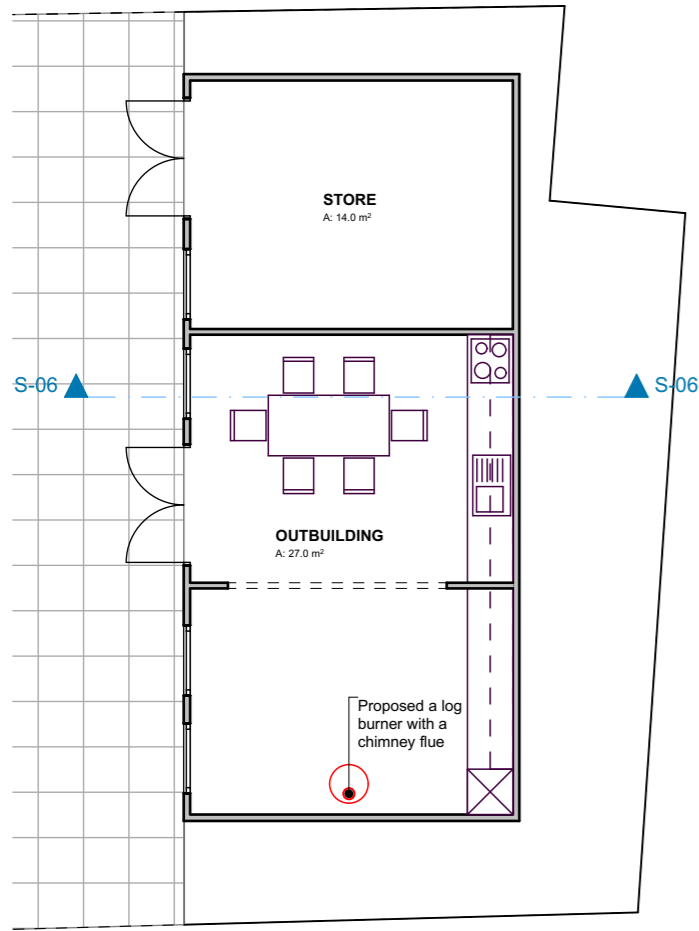 STORE
A: 14.0 m²
S-06
S-06
OUTBUILDING
A: 27.0 m²
Proposed a log
burner with a
chimney flue